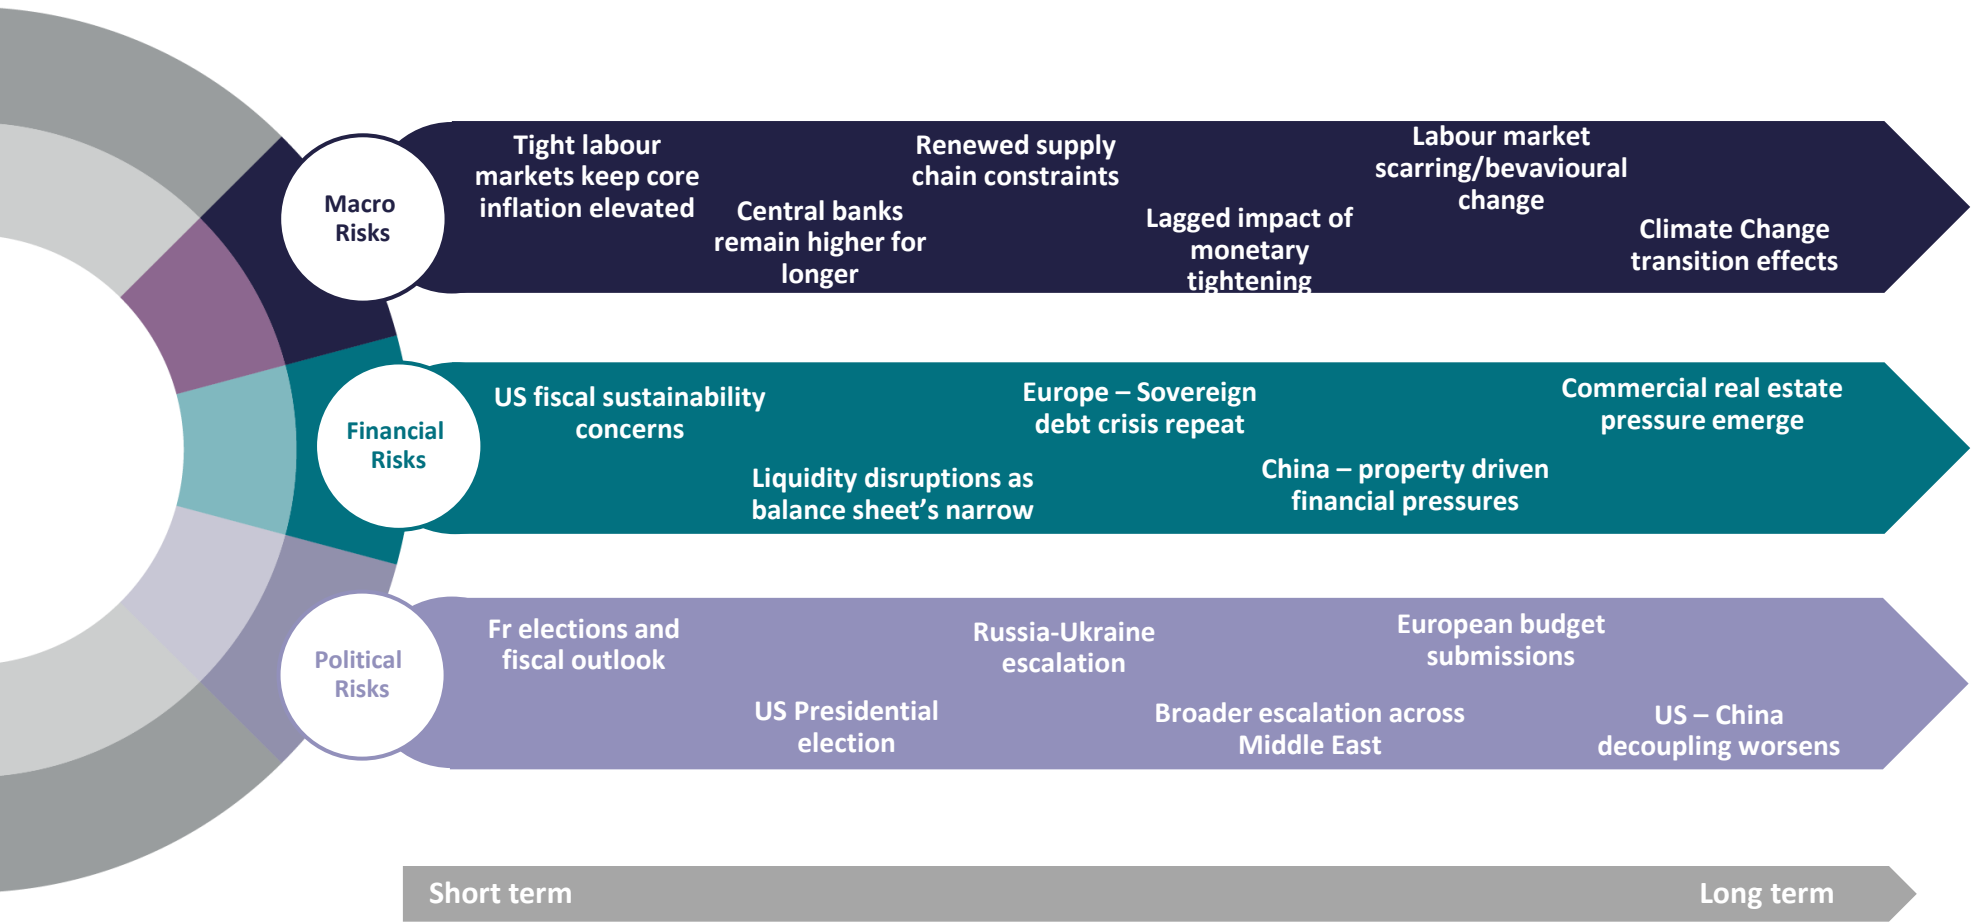 Macro
Risks
Tight labour
markets keep core
inflation elevated
Central banks
remain higher for
longer
Renewed supply
chain constraints
Lagged impact of
monetary
tightening
Labour market
scarring/bevavioural
change
Climate Change
transition effects
Financial
Risks
US fiscal sustainability
concerns
Liquidity disruptions as
balance sheet’s narrow
Europe – Sovereign
debt crisis repeat
China – property driven
financial pressures
Commercial real estate
pressure emerge
Political
Risks
Fr elections and
fiscal outlook
US Presidential
election
Russia-Ukraine
escalation
Broader escalation across
Middle East
European budget
submissions
US – China
decoupling worsens
Short term
Long term